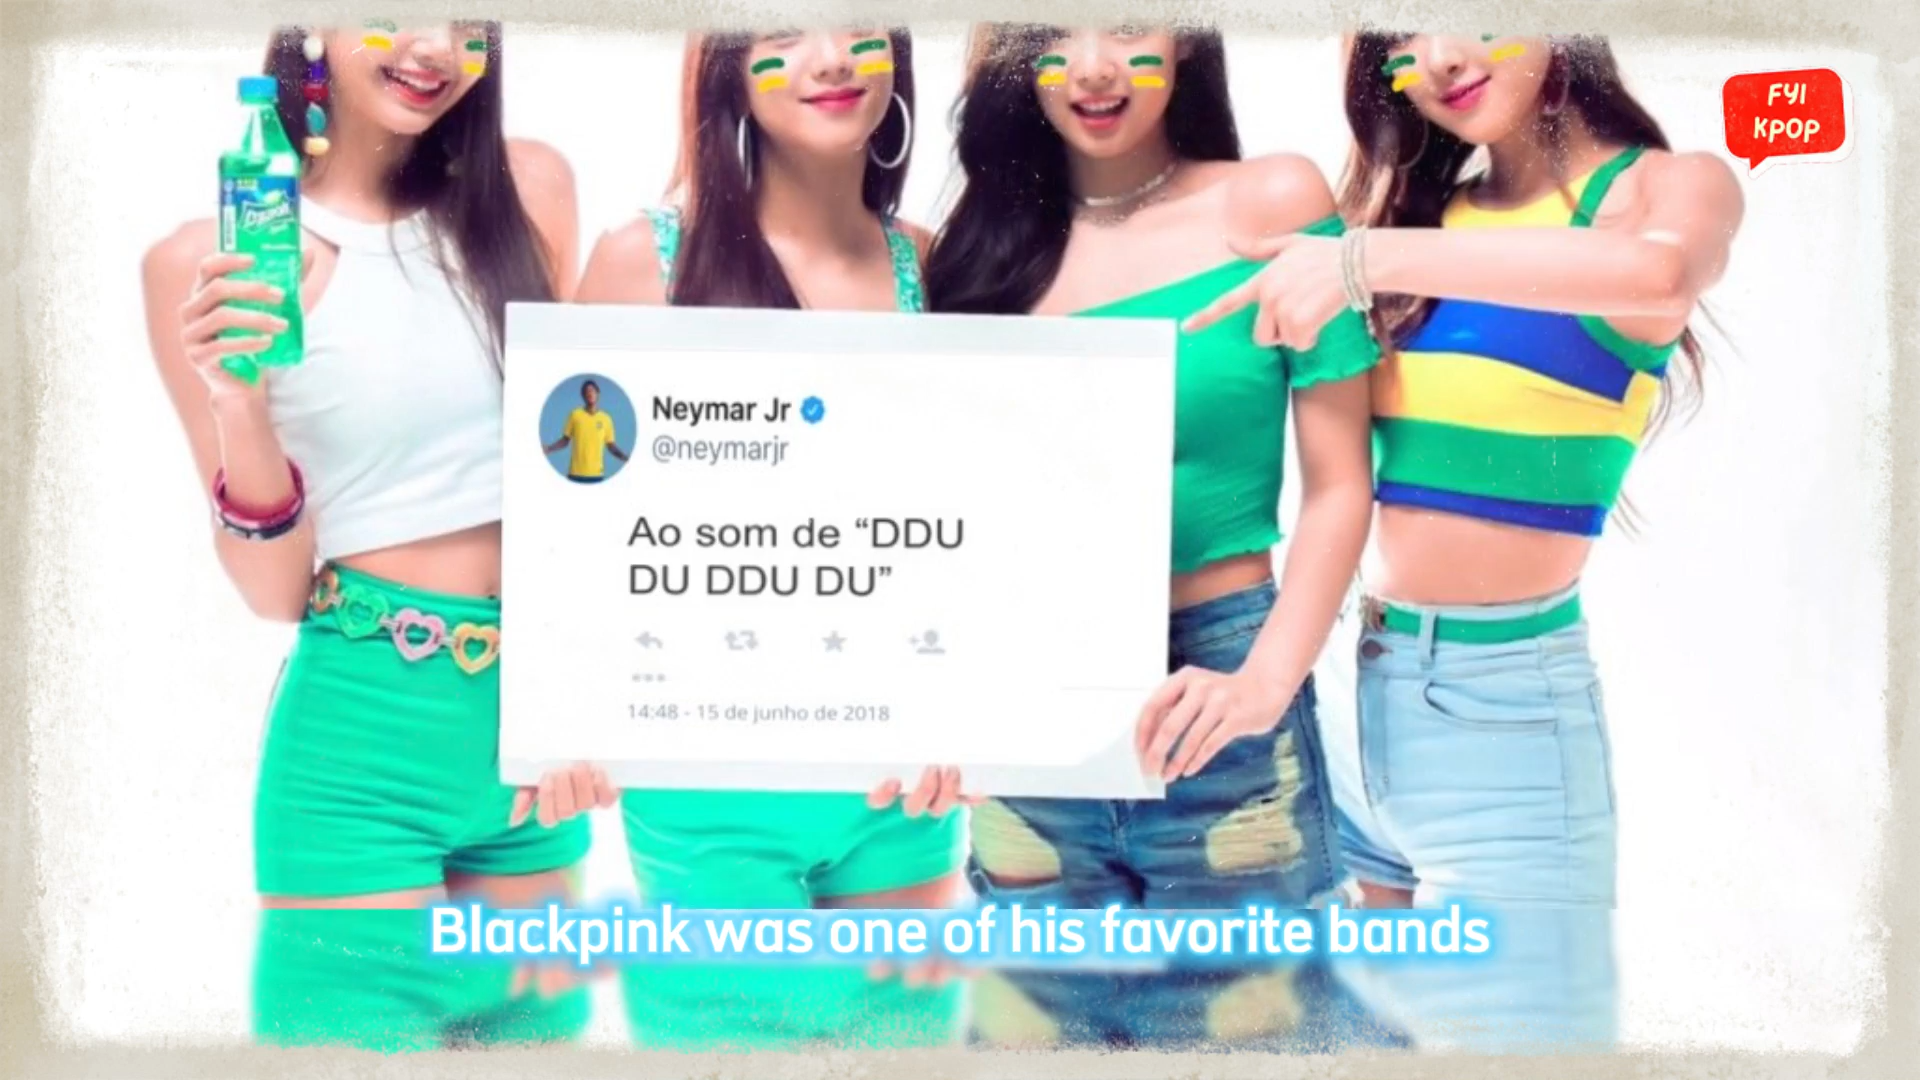 FYI
KPOP
Neymar Jr
@neymarjr
Ao som de “DDU
DU DDU DU”
14:48 - 15 de junho de 2018
Blackpink was one of his favorite bands